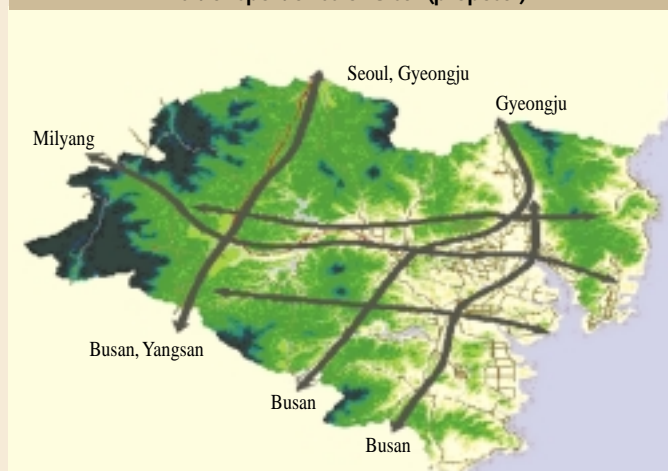 Seoul, Gyeongju
Gyeongju
Milyang
Busan, Yangsan
Busan
Busan